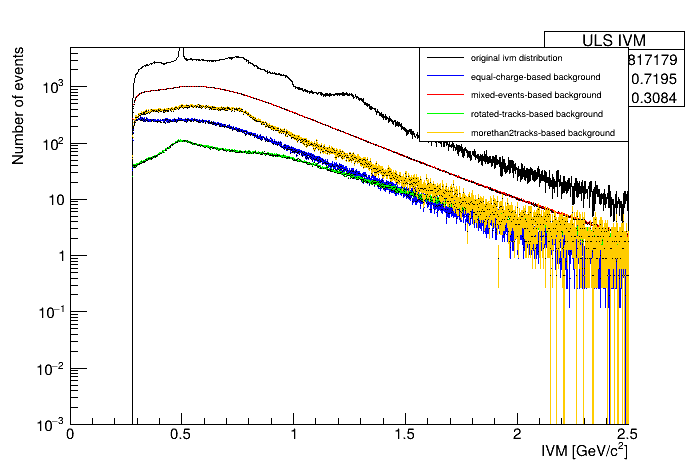 ULS IVM
817179
0.7195
0.3084
original ivm distribution
equal-charge-based background
mixed-events-based background
rotated-tracks-based background
morethan2tracks-based background
Number of events
10³
10²
10
1
10⁻¹
10⁻²
10⁻³
0 0.5 1 1.5 2 2.5
IVM [GeV/c²]